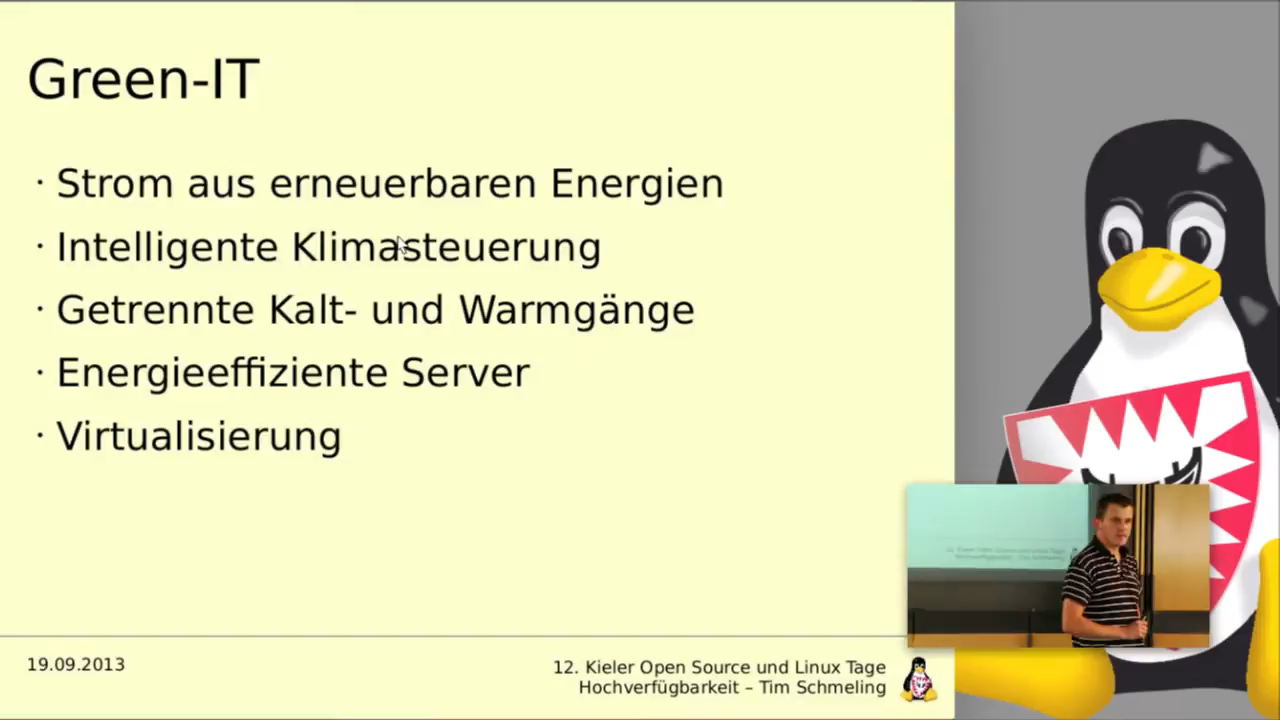 Green-IT
· Strom aus erneuerbaren Energien
· Intelligente Klimasteuerung
· Getrennte Kalt- und Warmgänge
· Energieeffiziente Server
· Virtualisierung
19.09.2013
12. Kieler Open Source und Linux Tage
Hochverfügbarkeit – Tim Schmeling